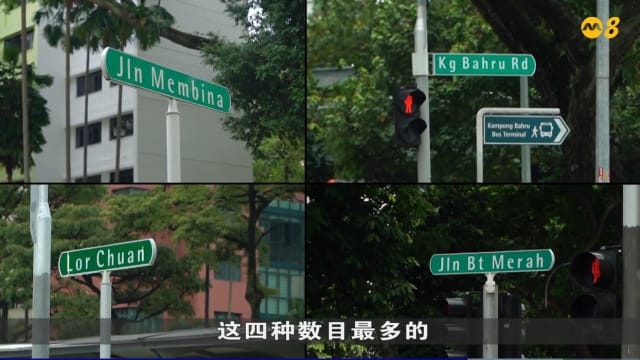 8
Jln Membina
Kg Bahru Rd
Kampong Bahru
Bus Terminal
Lor Chuan
Jln Bt Merah
这四种数目最多的